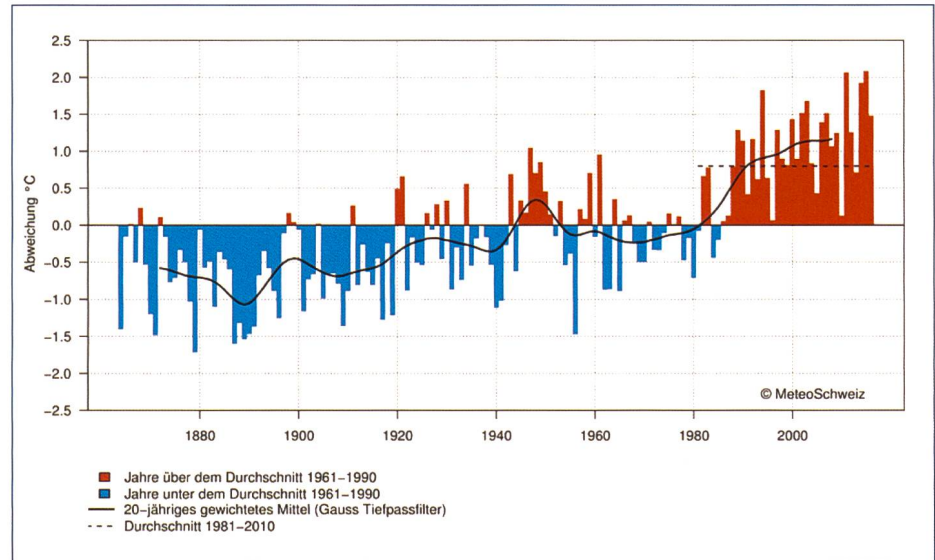 Abweichung °C
2.5
2.0
1.5
1.0
0.5
0.0
−0.5
−1.0
−1.5
−2.0
−2.5
© MeteoSchweiz
1880 1900 1920 1940 1960 1980 2000
Jahre über dem Durchschnitt 1961−1990
Jahre unter dem Durchschnitt 1961−1990
20−jähriges gewichtetes Mittel (Gauss Tiefpassfilter)
Durchschnitt 1981−2010